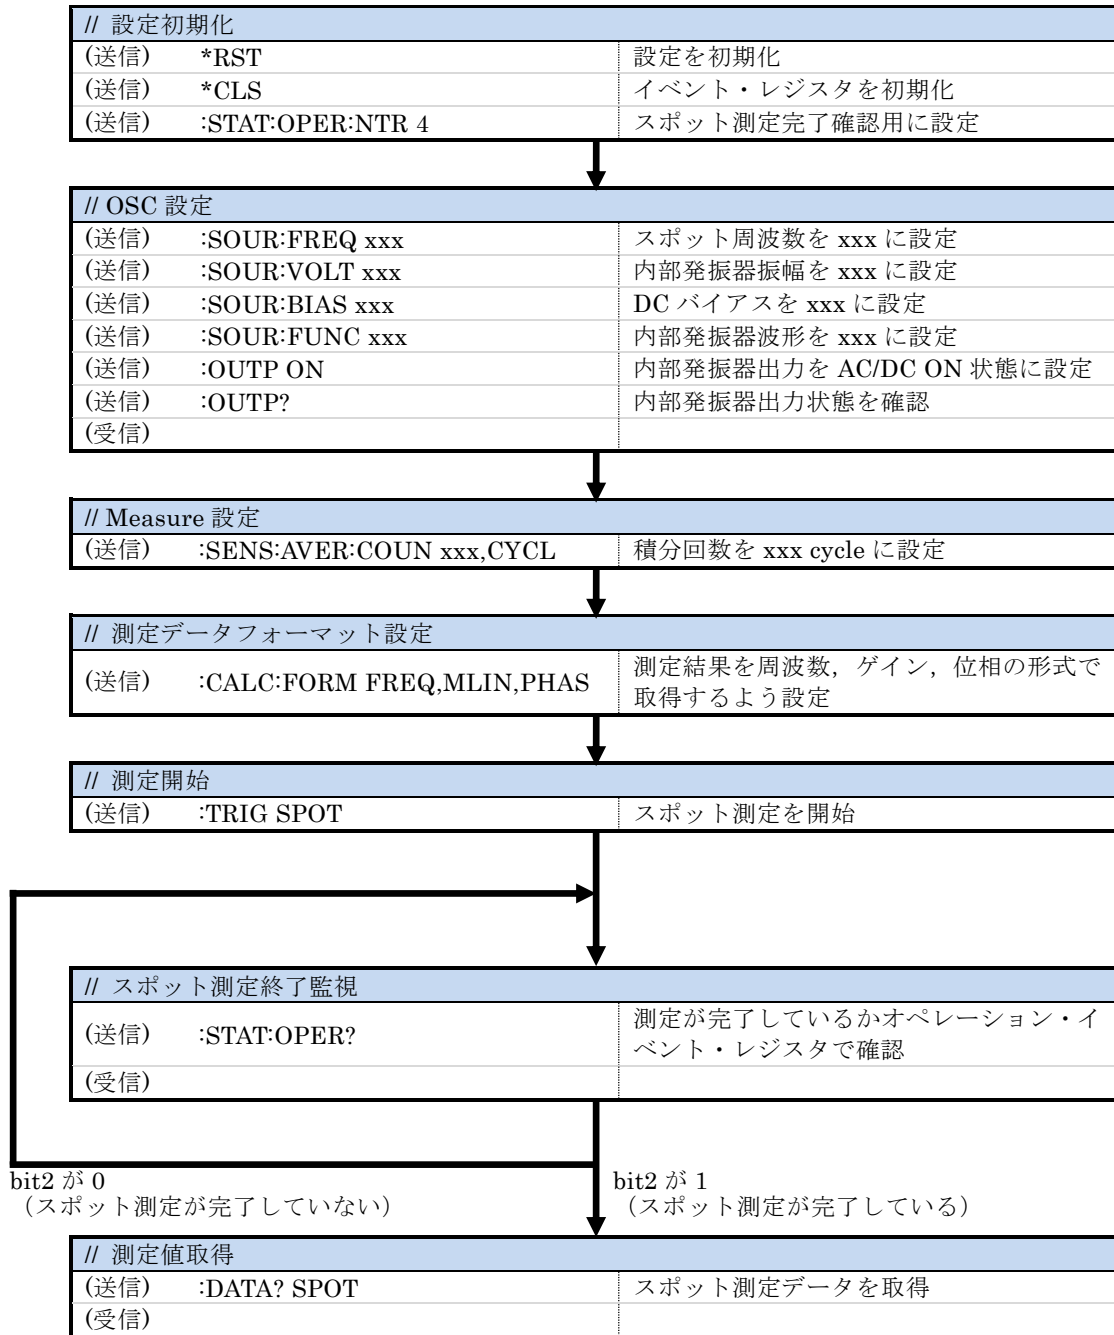 // 設定初期化
(送信) *RST 設定を初期化
(送信) *CLS イベント・レジスタを初期化
(送信) :STAT:OPER:NTR 4 スポット測定完了確認用に設定
// OSC 設定
(送信) :SOUR:FREQ xxx スポット周波数を xxx に設定
(送信) :SOUR:VOLT xxx 内部発振器振幅を xxx に設定
(送信) :SOUR:BIAS xxx DC バイアスを xxx に設定
(送信) :SOUR:FUNC xxx 内部発振器波形を xxx に設定
(送信) :OUTP ON 内部発振器出力を AC/DC ON 状態に設定
(送信) :OUTP? 内部発振器出力状態を確認
(受信)
// Measure 設定
(送信) :SENS:AVER:COUN xxx,CYCL 積分回数を xxx cycle に設定
// 測定データフォーマット設定
(送信) :CALC:FORM FREQ,MLIN,PHAS 測定結果を周波数，ゲイン，位相の形式で
取得するよう設定
// 測定開始
(送信) :TRIG SPOT スポット測定を開始
// スポット測定終了監視
(送信) :STAT:OPER? 測定が完了しているかオペレーション・イ
ベント・レジスタで確認
(受信)
bit2 が 0
（スポット測定が完了していない）
bit2 が 1
（スポット測定が完了している）
// 測定値取得
(送信) :DATA? SPOT スポット測定データを取得
(受信)